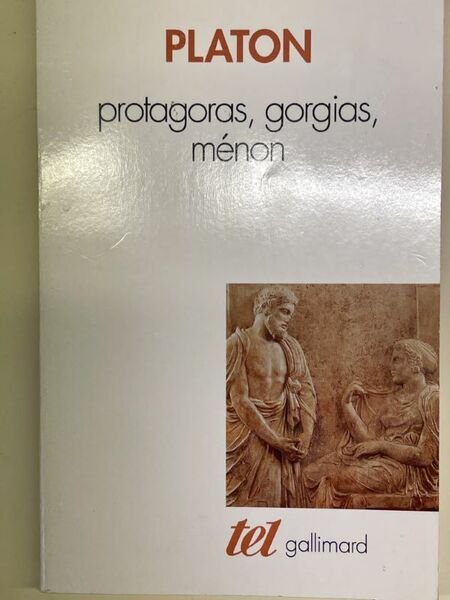 PLATON
protagoras, gorgias,
ménon
tel gallimard